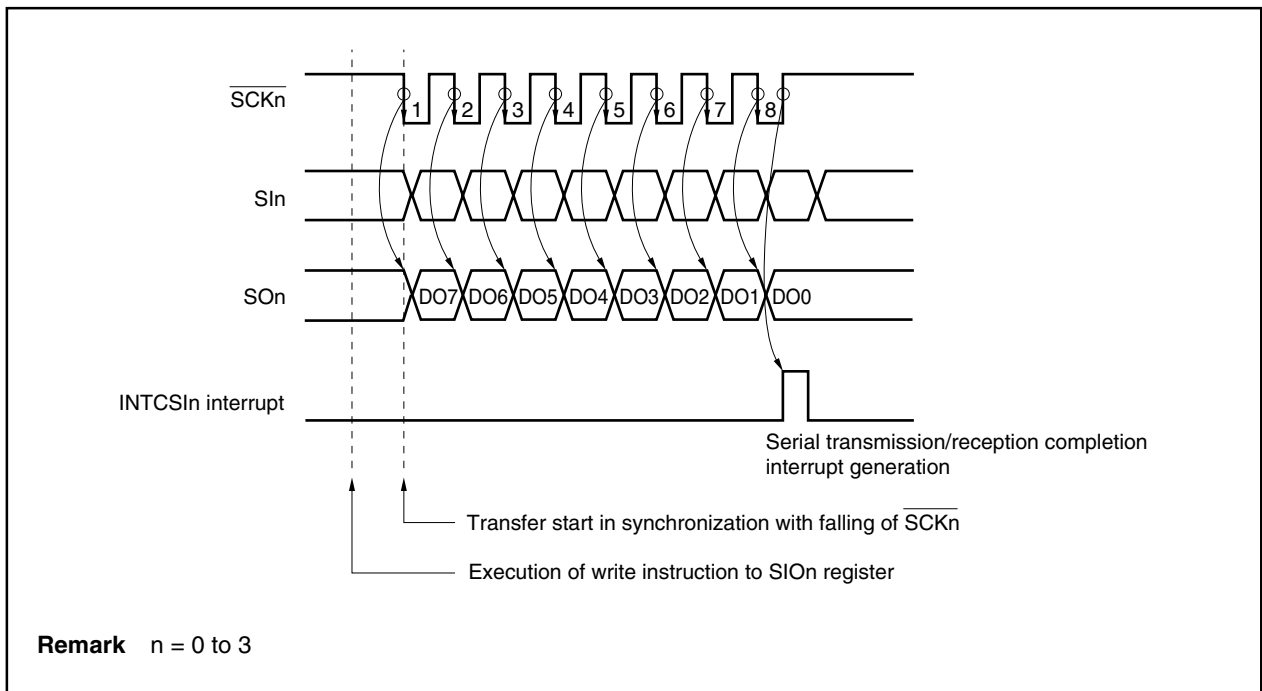 SCKn
1 2 3 4 5 6 7 8
SIn
SOn
DO7 DO6 DO5 DO4 DO3 DO2 DO1 DO0
INTCSIn interrupt
Serial transmission/reception completion
interrupt generation
Transfer start in synchronization with falling of SCKn
Execution of write instruction to SIOn register
Remark n = 0 to 3